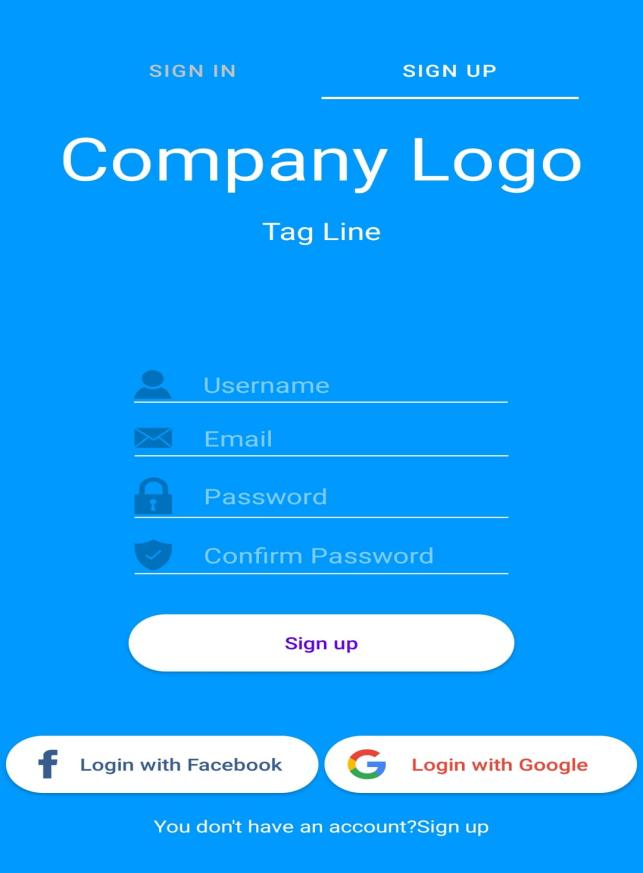 SIGN IN SIGN UP
Company Logo
Tag Line
Username
Email
Password
Confirm Password
Sign up
Login with Facebook Login with Google
You don't have an account?Sign up